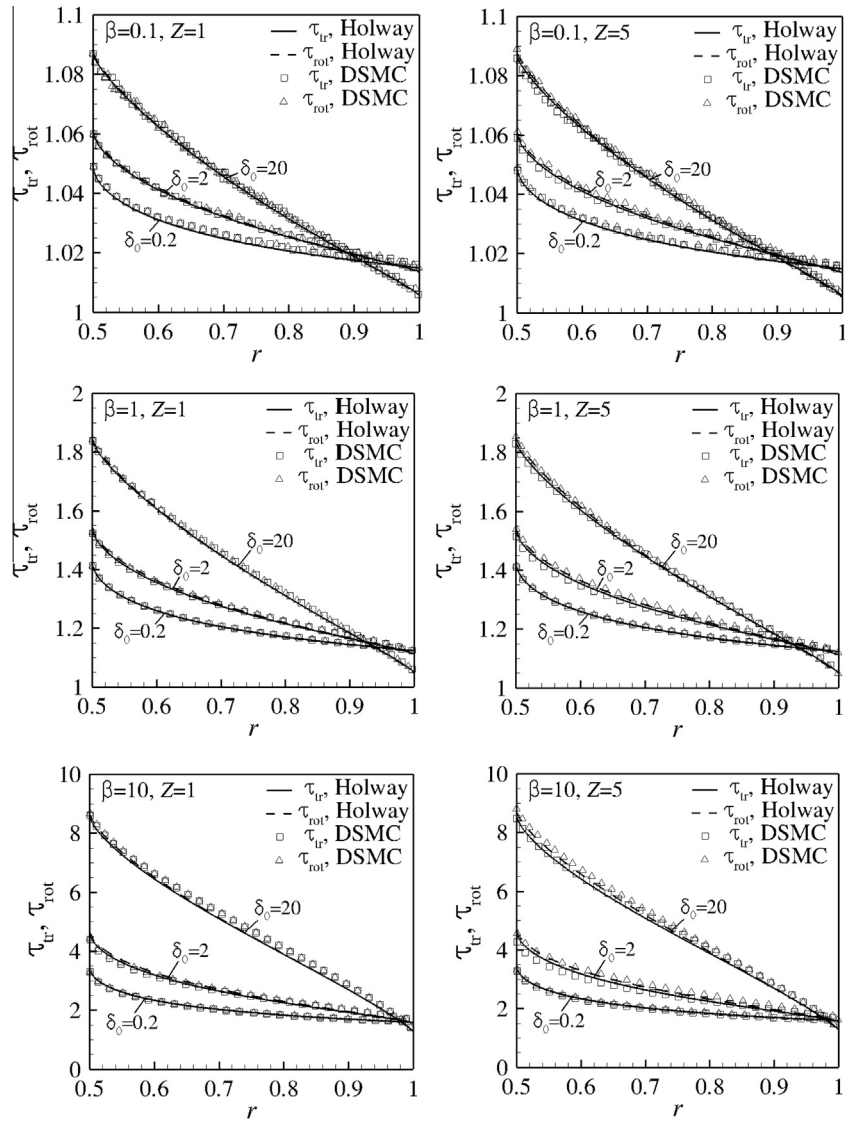 β=0.1, Z=1
τtr, Holway
τrot, Holway
τtr, DSMC
τrot, DSMC
δ0=20
δ0=2
δ0=0.2
τtr, τrot
1.1
1.08
1.06
1.04
1.02
1
0.5 0.6 0.7 0.8 0.9 1
r
β=0.1, Z=5
τtr, Holway
τrot, Holway
τtr, DSMC
τrot, DSMC
δ0=20
δ0=2
δ0=0.2
τtr, τrot
1.1
1.08
1.06
1.04
1.02
1
0.5 0.6 0.7 0.8 0.9 1
r
β=1, Z=1
τtr, Holway
τrot, Holway
τtr, DSMC
τrot, DSMC
δ0=20
δ0=2
δ0=0.2
τtr, τrot
2
1.8
1.6
1.4
1.2
1
0.5 0.6 0.7 0.8 0.9 1
r
β=1, Z=5
τtr, Holway
τrot, Holway
τtr, DSMC
τrot, DSMC
δ0=20
δ0=2
δ0=0.2
τtr, τrot
2
1.8
1.6
1.4
1.2
1
0.5 0.6 0.7 0.8 0.9 1
r
β=10, Z=1
τtr, Holway
τrot, Holway
τtr, DSMC
τrot, DSMC
δ0=20
δ0=2
δ0=0.2
τtr, τrot
10
8
6
4
2
0
0.5 0.6 0.7 0.8 0.9 1
r
β=10, Z=5
τtr, Holway
τrot, Holway
τtr, DSMC
τrot, DSMC
δ0=20
δ0=2
δ0=0.2
τtr, τrot
10
8
6
4
2
0
0.5 0.6 0.7 0.8 0.9 1
r